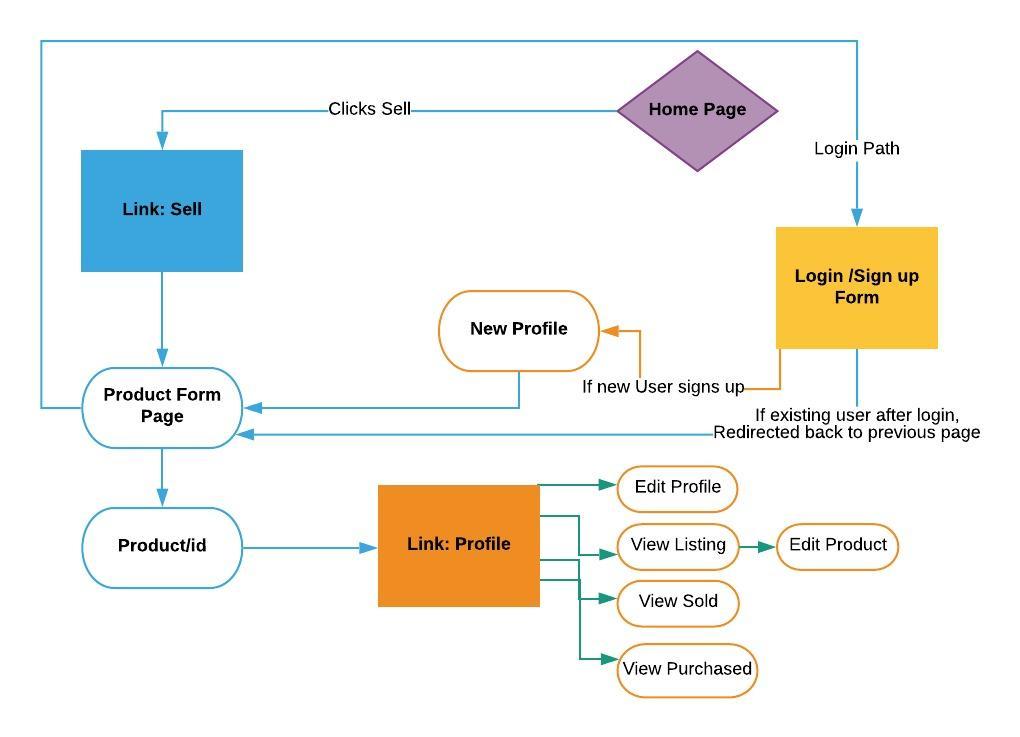 Clicks Sell
Home Page
Login Path
Link: Sell
Login /Sign up
Form
New Profile
If new User signs up
Product Form
Page
If existing user after login,
Redirected back to previous page
Edit Profile
Product/id
Link: Profile
View Listing
Edit Product
View Sold
View Purchased